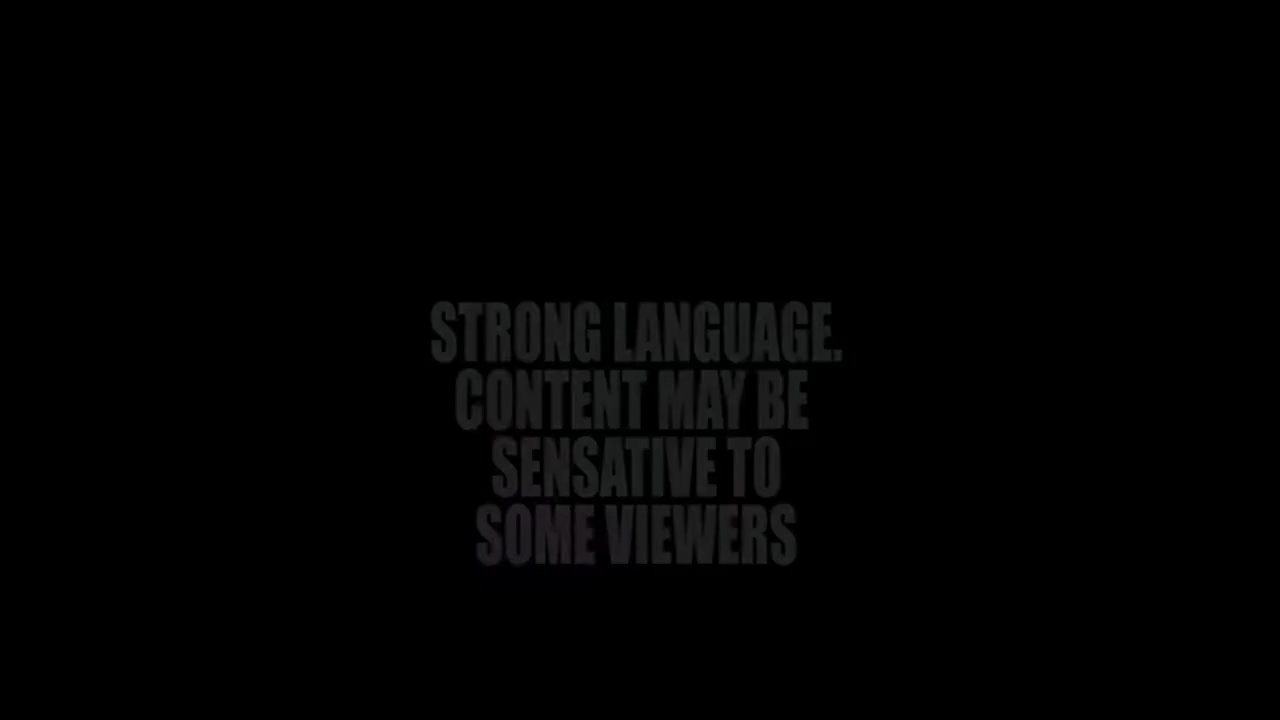 STRONG LANGUAGE.
CONTENT MAY BE
SENSATIVE TO
SOME VIEWERS